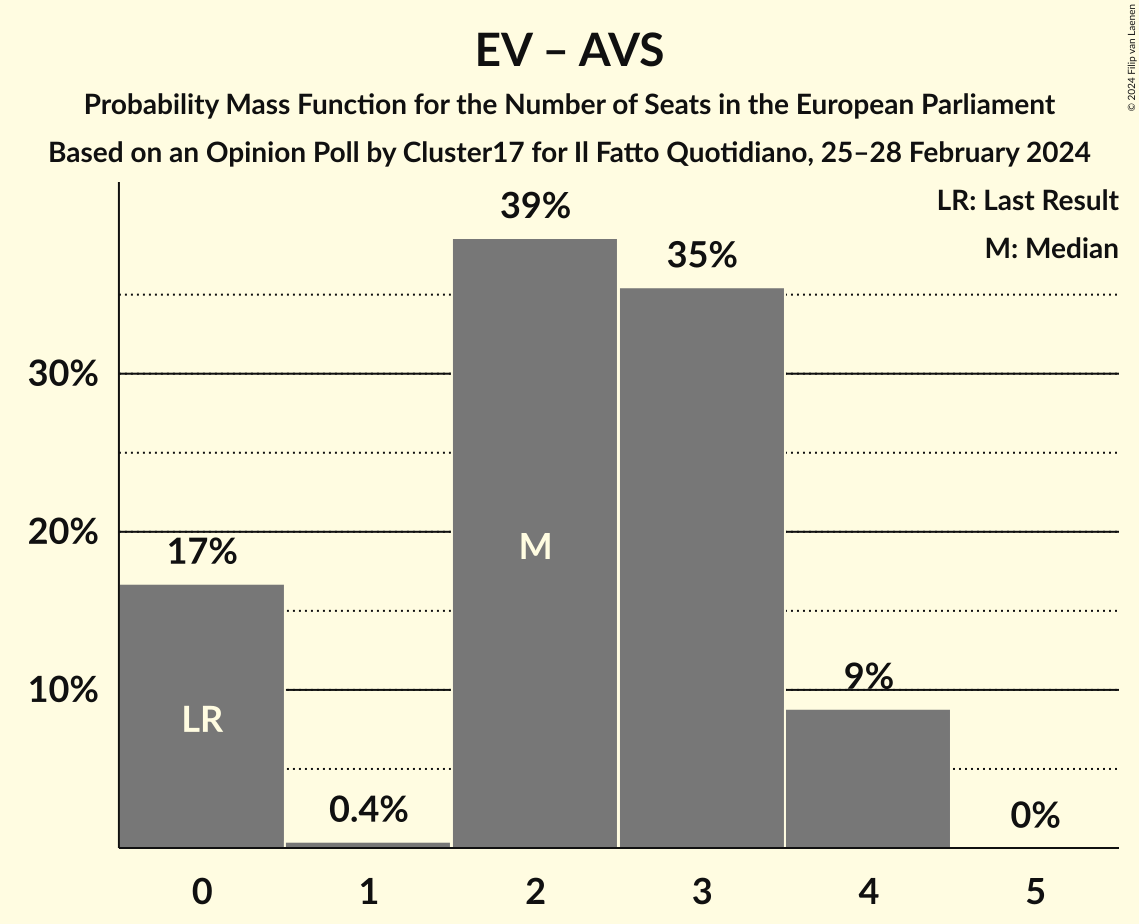 EV – AVS
Probability Mass Function for the Number of Seats in the European Parliament
Based on an Opinion Poll by Cluster17 for Il Fatto Quotidiano, 25–28 February 2024
© 2024 Filip van Laenen
LR: Last Result
M: Median
39%
35%
30%
20%
17%
M
10%
9%
LR
0.4%
0%
0 1 2 3 4 5